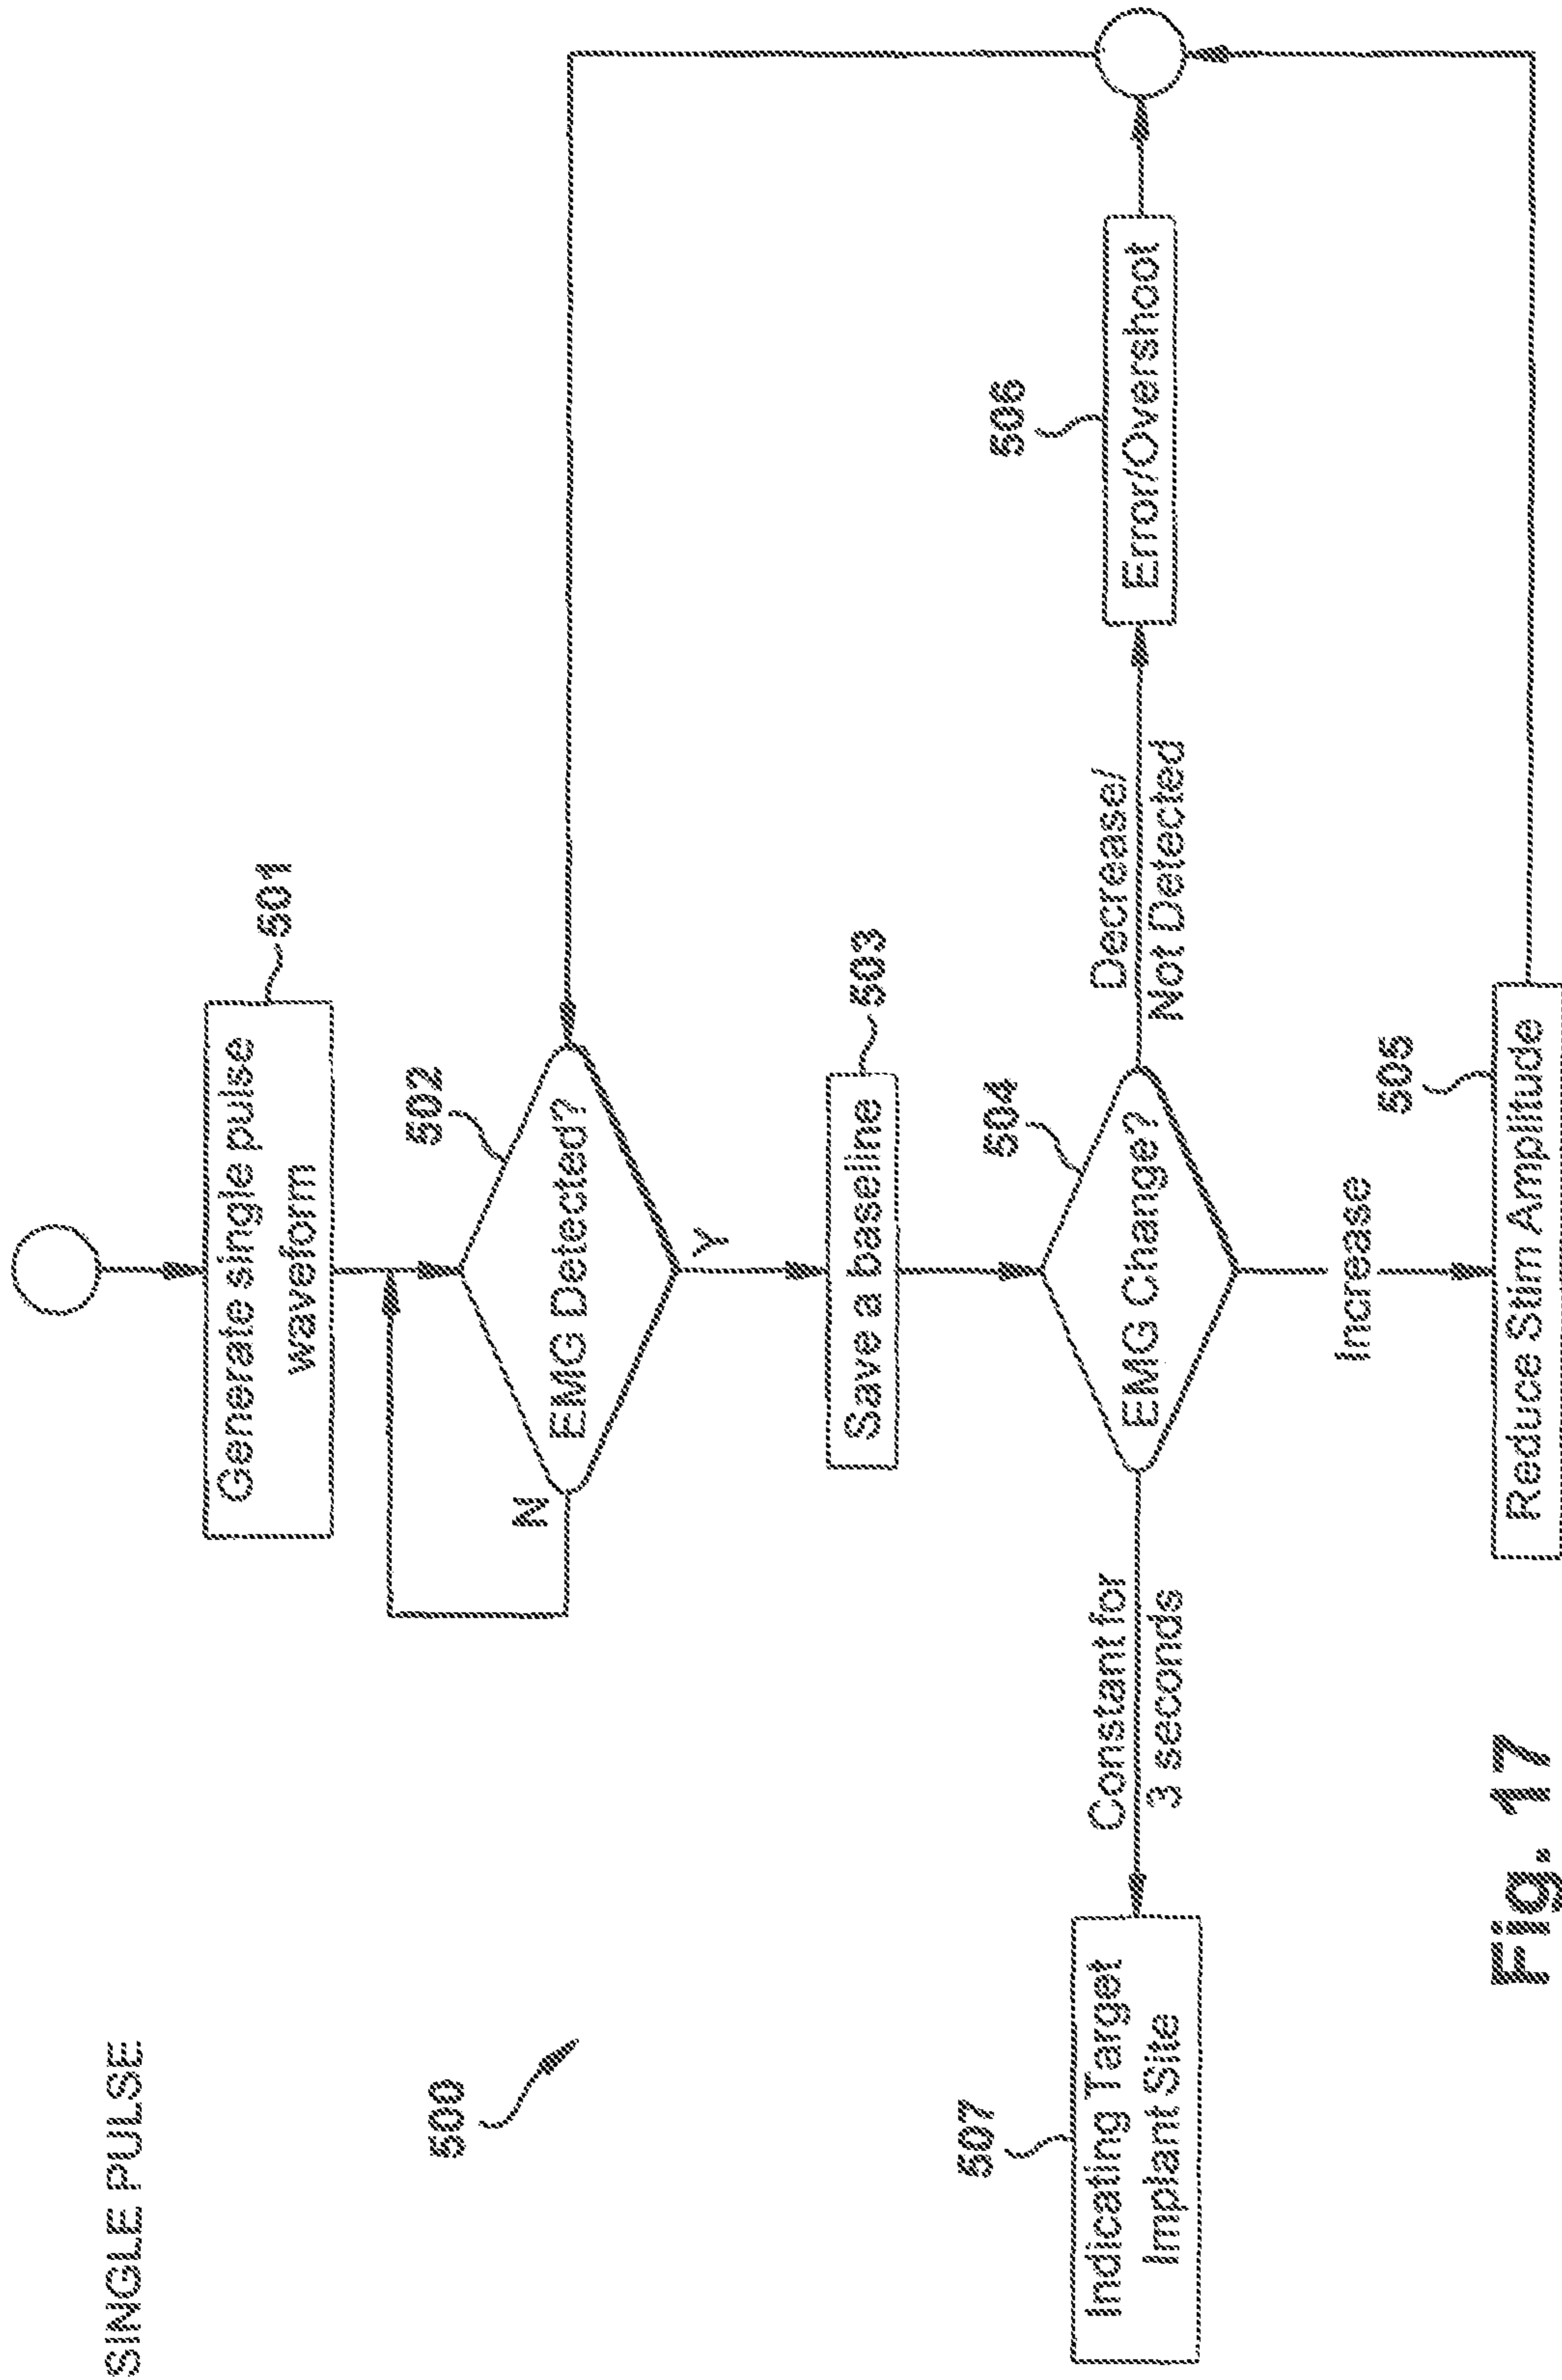 SINGLE PULSE
500
Generate single pulse
waveform
501
502
EMG Detected?
N
Y
Save a baseline
503
504
EMG Change?
Constant for
3 seconds
Decrease/
Not Detected
506
Error/Overshoot
507
Indicating Target
Implant Site
Increase
505
Reduce Stim Amplitude
Fig. 17